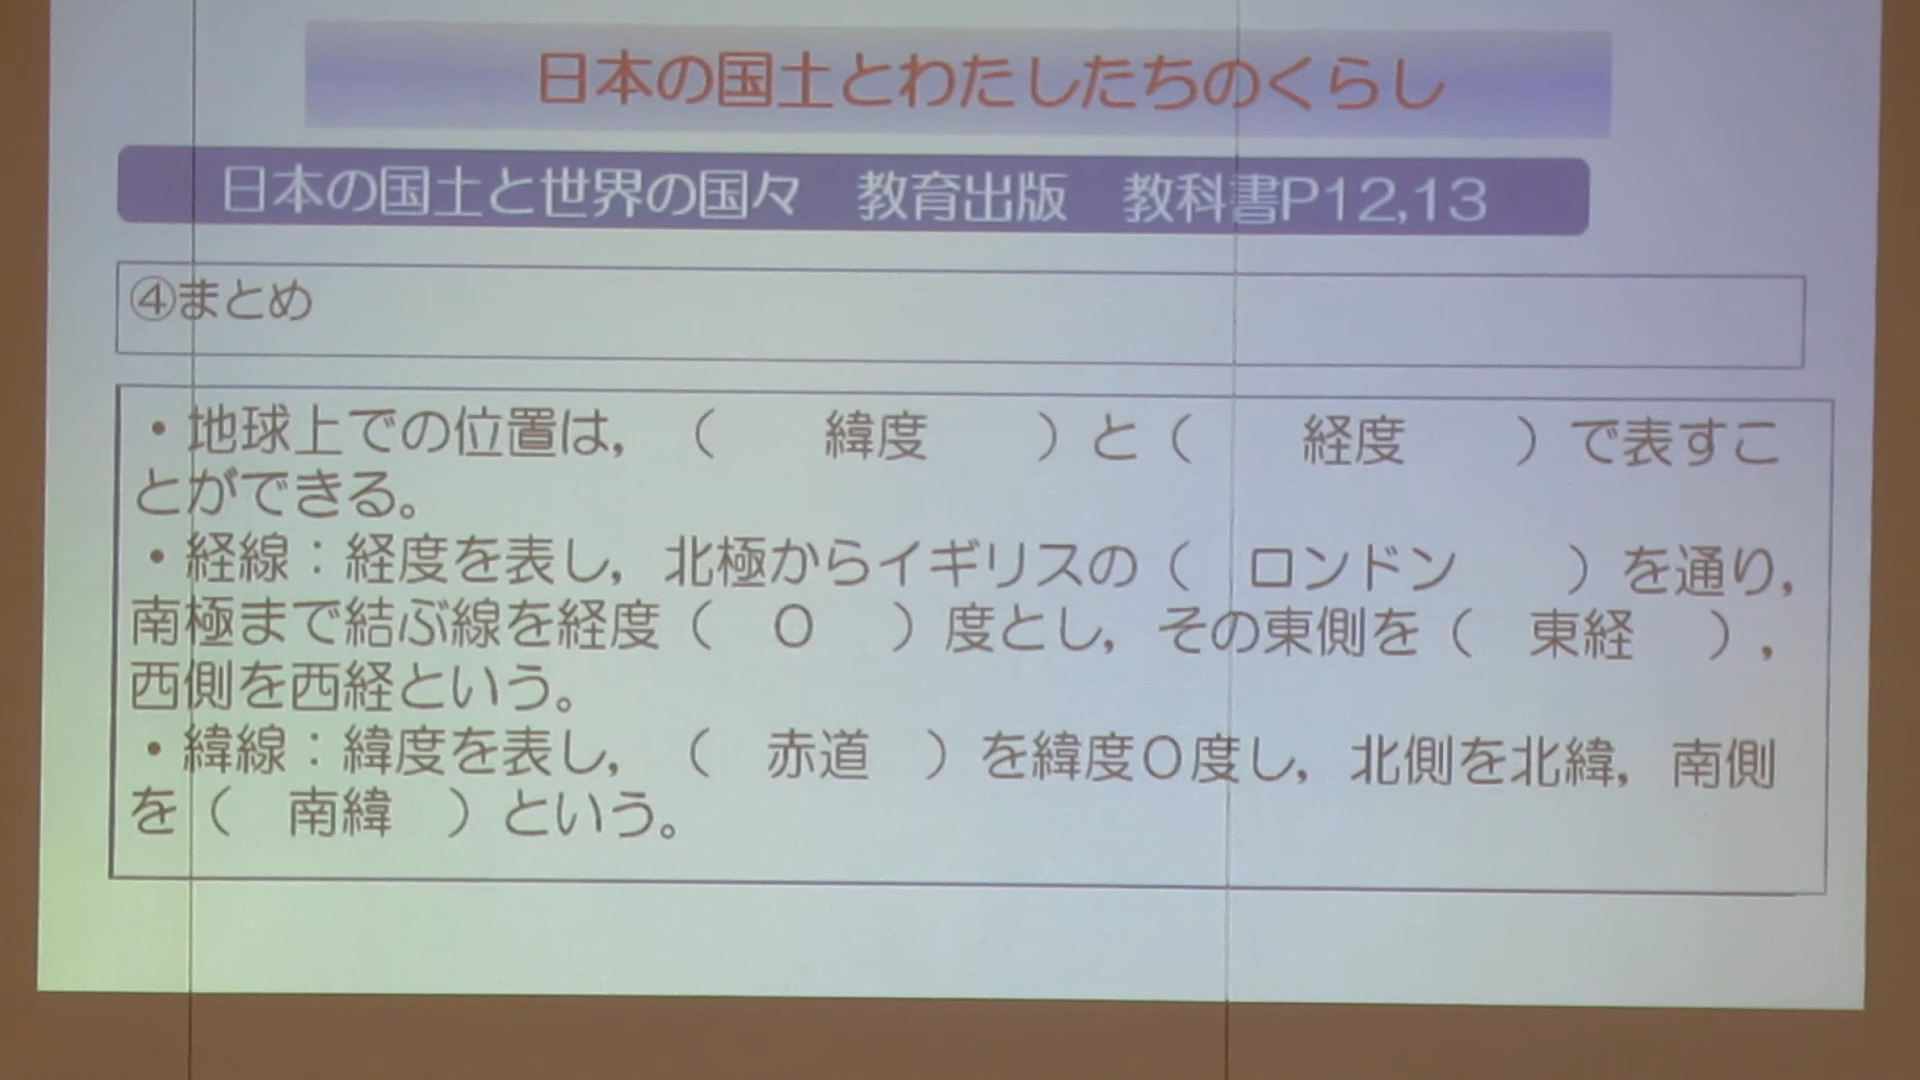 日本の国土とわたしたちのくらし
日本の国土と世界の国々　教育出版　教科書P12,13
④まとめ
・地球上での位置は，（　　緯度　　）と（　　経度　　）で表すこ
とができる。
・経線：経度を表し，北極からイギリスの（　ロンドン　　）を通り，
南極まで結ぶ線を経度（　０　）度とし，その東側を（　東経　），
西側を西経という。
・緯線：緯度を表し，（　赤道　）を緯度０度し，北側を北緯，南側
を（　南緯　）という。